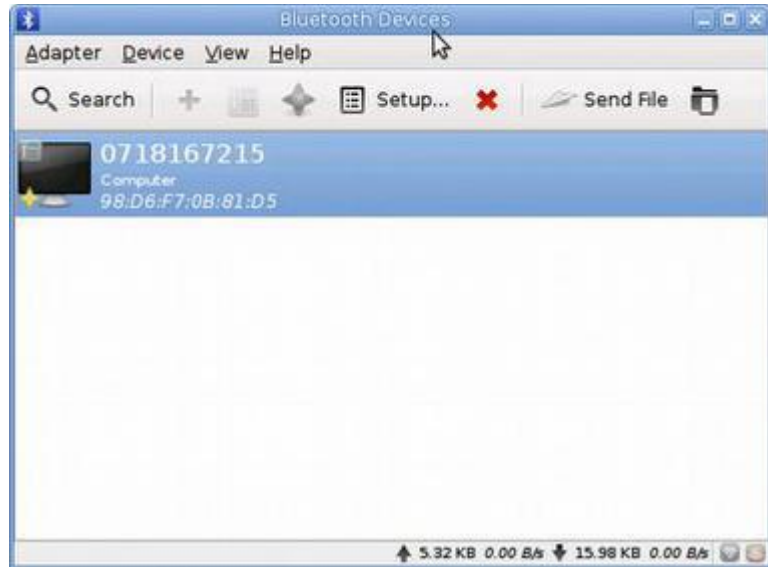 Bluetooth Devices
Adapter Device View Help
Search Setup... Send File
0718167215
Computer
98:D6:F7:0B:81:D5
5.32 KB 0.00 B/s 15.98 KB 0.00 B/s